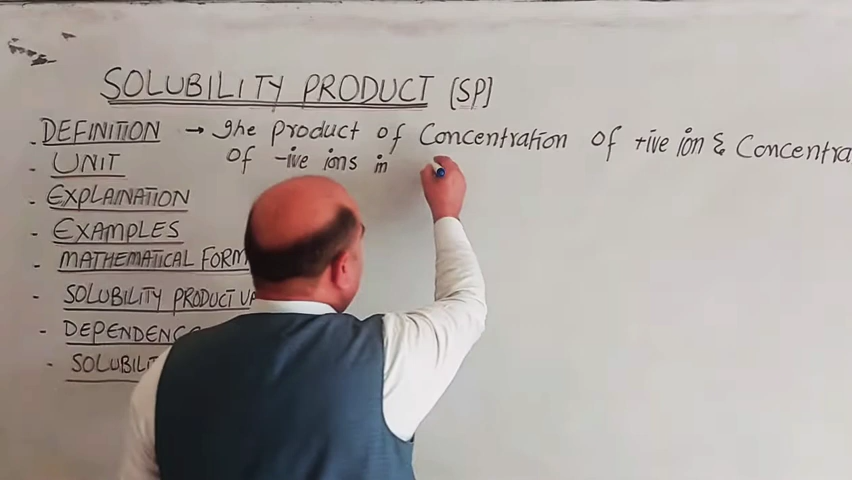 SOLUBILITY PRODUCT [SP]
. DEFINITION → The product of Concentration of +ive ion & Concentra
- UNIT of -ive ions in
- EXPLAINATION
- EXAMPLES
- MATHEMATICAL FORM
- SOLUBILITY PRODUCT
- DEPENDENC
- SOLUBILI